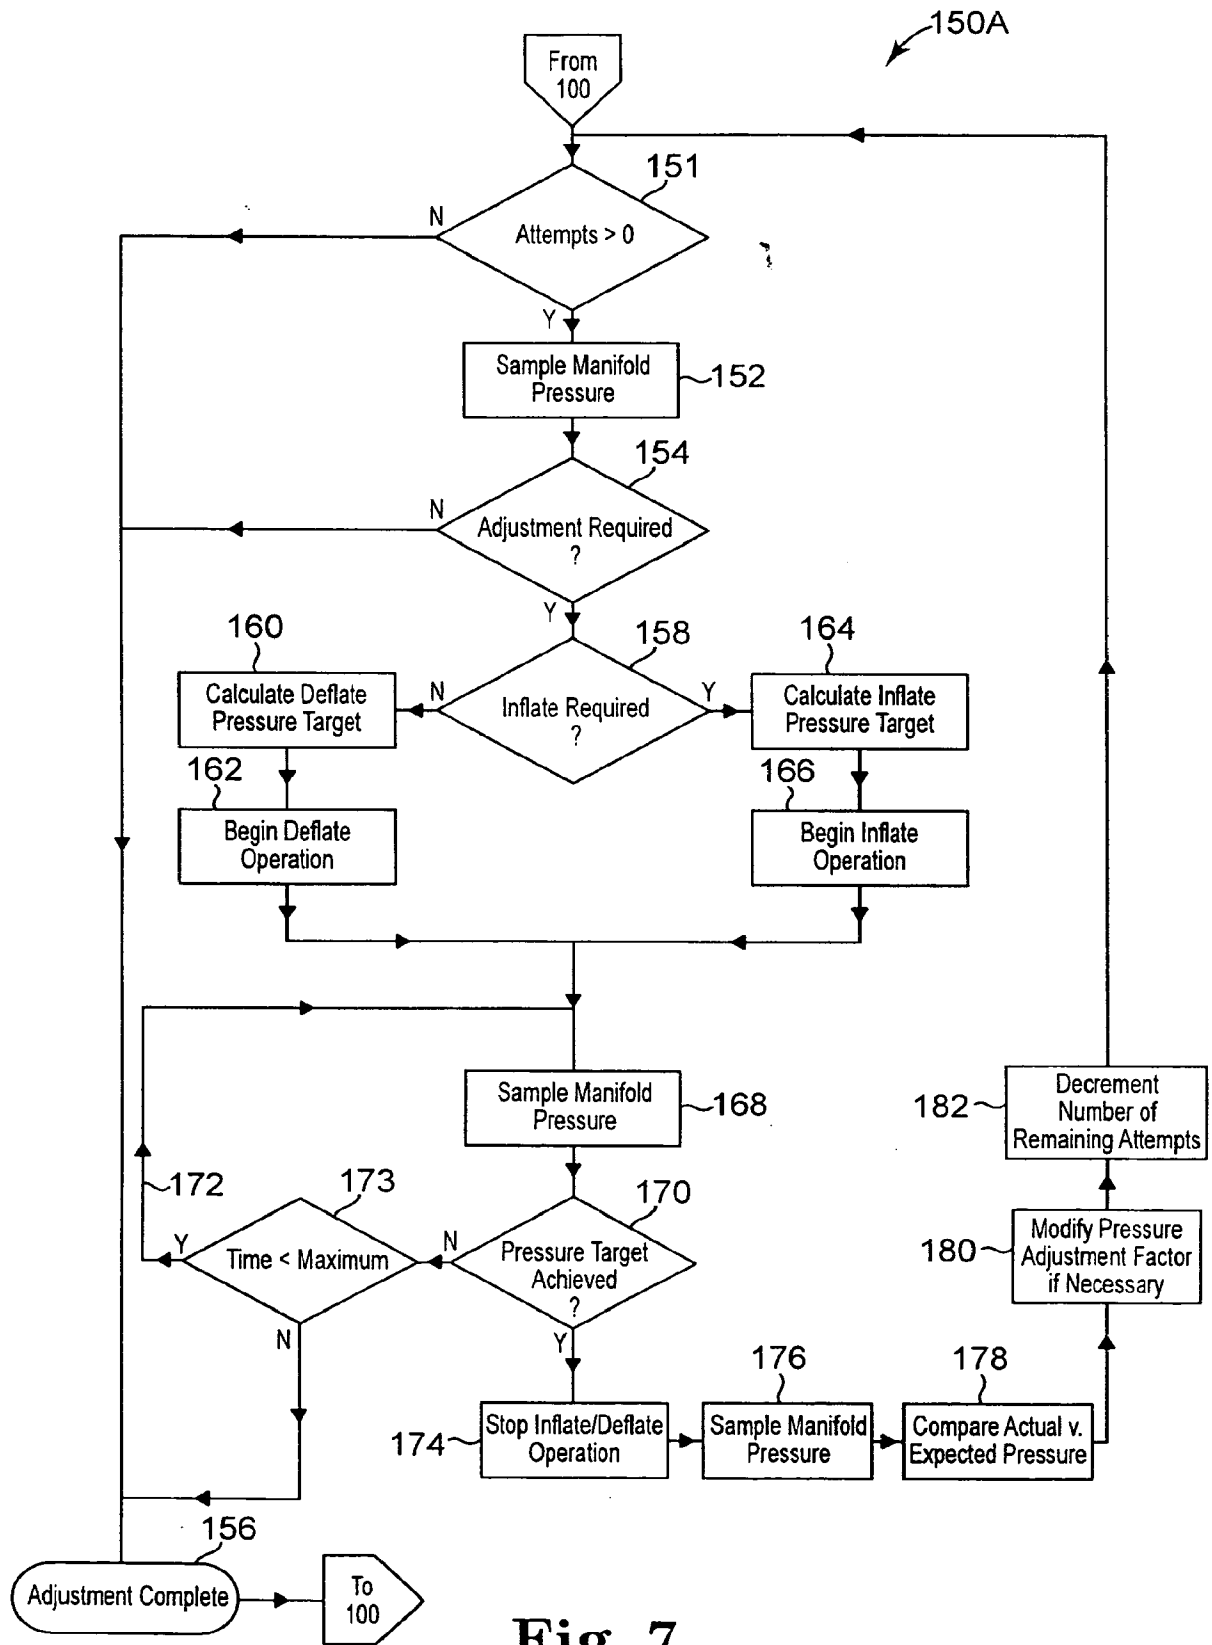 150A
From
100
151
N
Attempts > 0
Y
Sample Manifold
Pressure
152
154
N
Adjustment Required
?
Y
160
158
164
Calculate Deflate
Pressure Target
N
Inflate Required
?
Y
Calculate Inflate
Pressure Target
162
166
Begin Deflate
Operation
Begin Inflate
Operation
Sample Manifold
Pressure
168
182
Decrement
Number of
Remaining Attempts
172
173
170
Y
Time < Maximum
N
Pressure Target
Achieved
?
180
Modify Pressure
Adjustment Factor
if Necessary
N
Y
176
178
174
Stop Inflate/Deflate
Operation
Sample Manifold
Pressure
Compare Actual v.
Expected Pressure
156
Adjustment Complete
To
100
Fig. 7